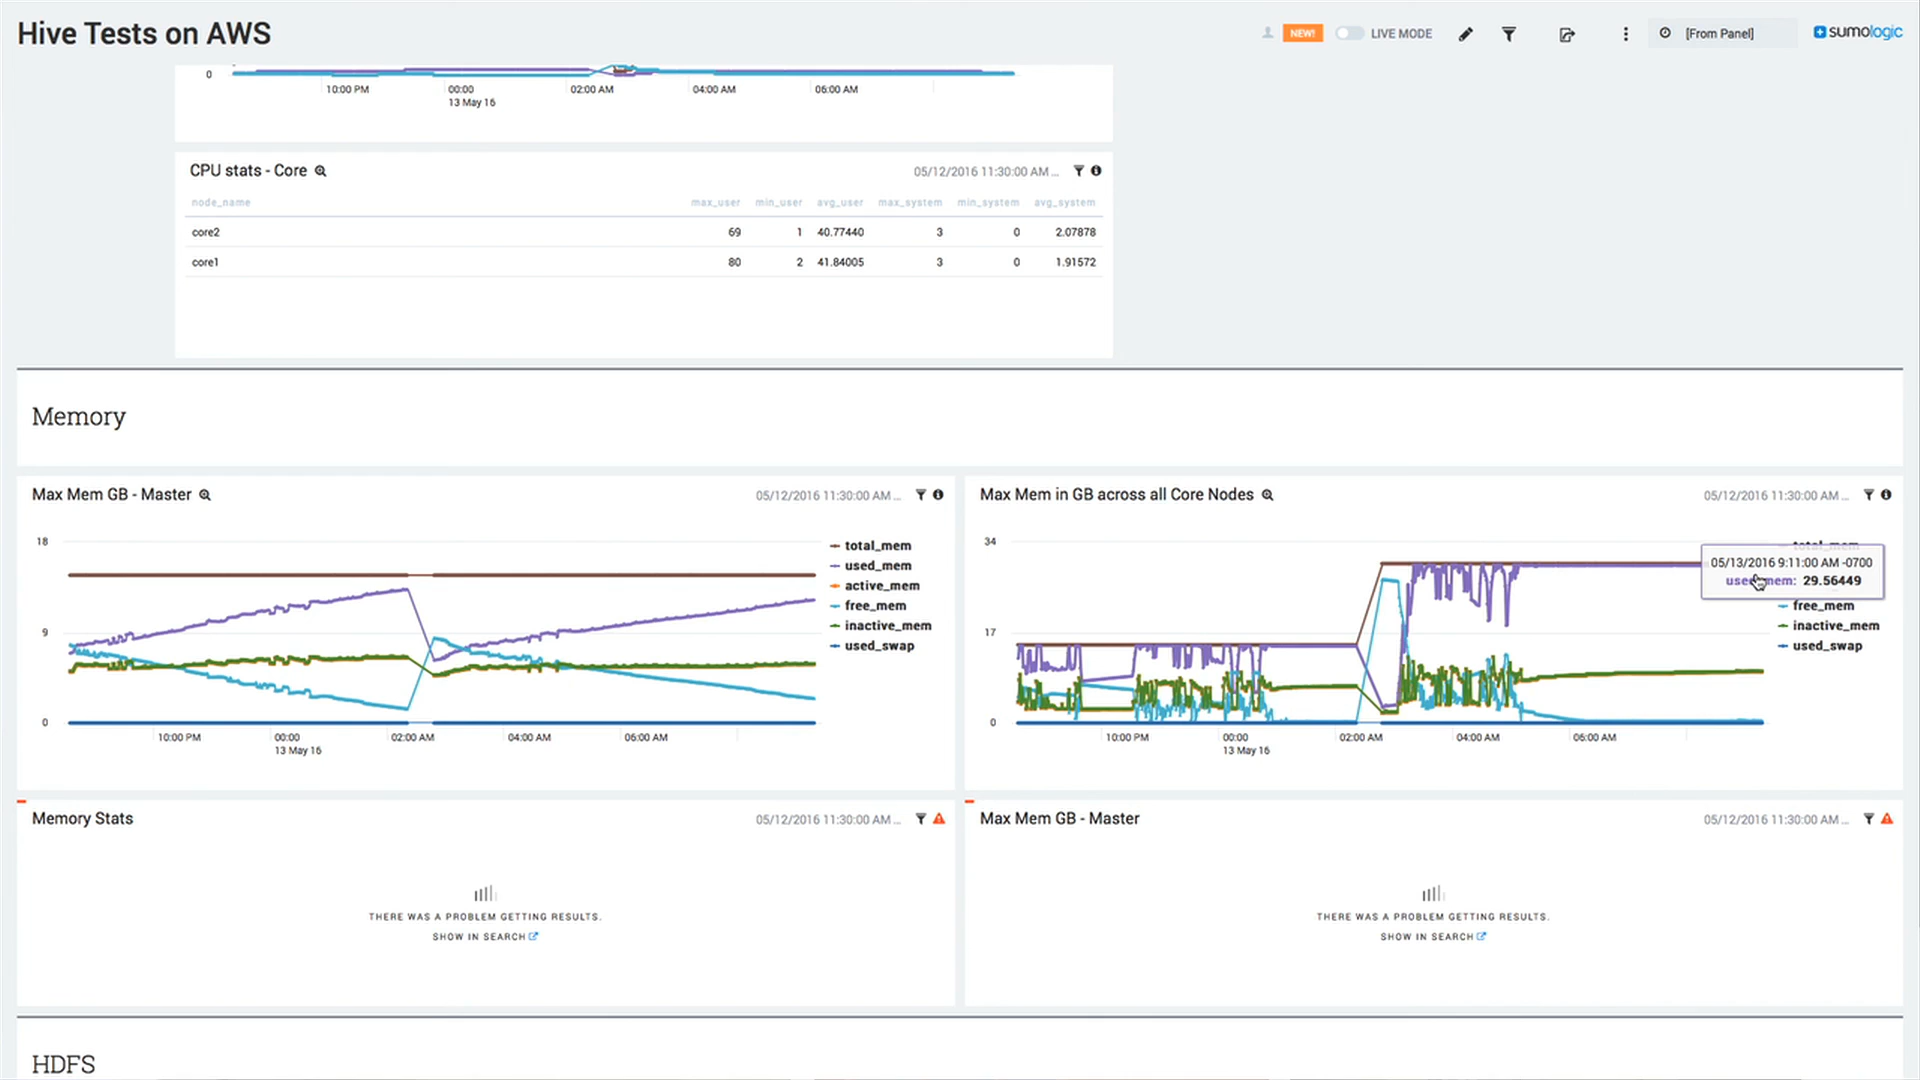 Hive Tests on AWS
NEW!
LIVE MODE
[From Panel]
sumologic
0
10:00 PM 00:00 02:00 AM 04:00 AM 06:00 AM
13 May 16
CPU stats - Core
05/12/2016 11:30:00 AM ...
node_name max_user min_user avg_user max_system min_system avg_system
core2 69 1 40.77440 3 0 2.07878
core1 80 2 41.84005 3 0 1.91572
Memory
Max Mem GB - Master
05/12/2016 11:30:00 AM ...
18
9
0
10:00 PM 00:00 02:00 AM 04:00 AM 06:00 AM
13 May 16
total_mem
used_mem
active_mem
free_mem
inactive_mem
used_swap
Max Mem in GB across all Core Nodes
05/12/2016 11:30:00 AM ...
34
17
0
10:00 PM 00:00 02:00 AM 04:00 AM 06:00 AM
13 May 16
total_mem
05/13/2016 9:11:00 AM -0700
used_mem: 29.56449
free_mem
inactive_mem
used_swap
Memory Stats
05/12/2016 11:30:00 AM ...
THERE WAS A PROBLEM GETTING RESULTS.
SHOW IN SEARCH
Max Mem GB - Master
05/12/2016 11:30:00 AM ...
THERE WAS A PROBLEM GETTING RESULTS.
SHOW IN SEARCH
HDFS